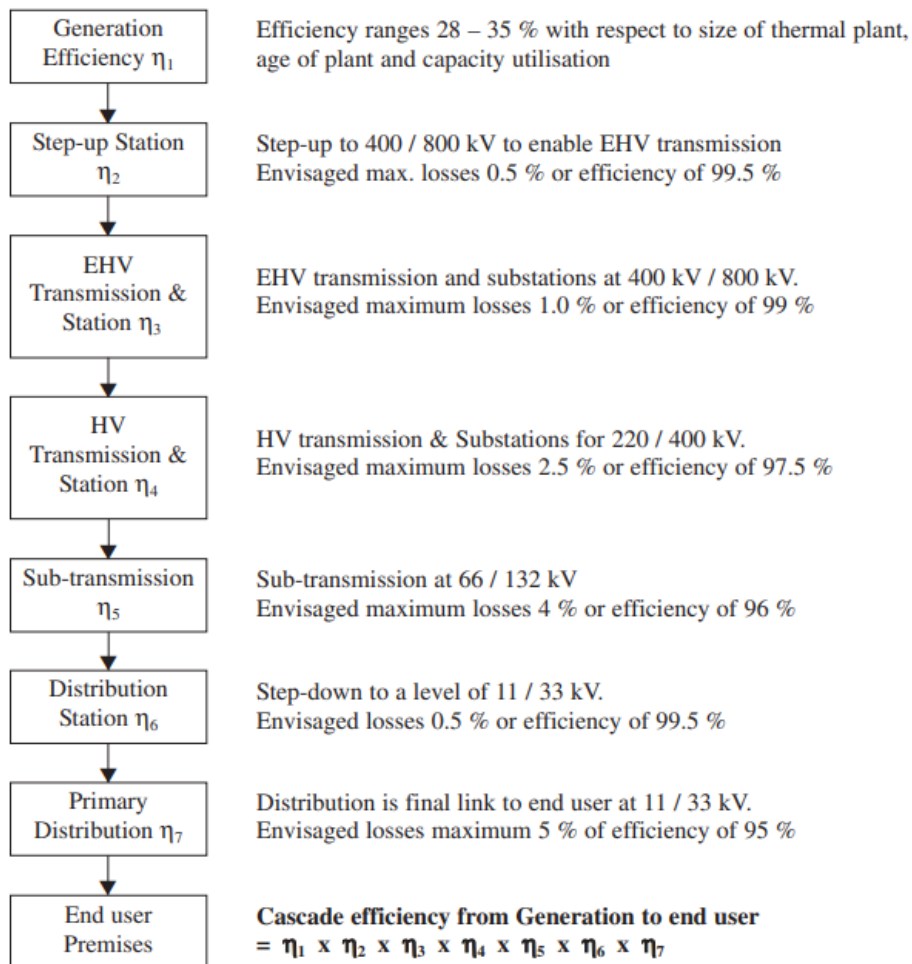 Generation
Efficiency η₁
Efficiency ranges 28 – 35 % with respect to size of thermal plant,
age of plant and capacity utilisation
Step-up Station
η₂
Step-up to 400 / 800 kV to enable EHV transmission
Envisaged max. losses 0.5 % or efficiency of 99.5 %
EHV
Transmission &
Station η₃
EHV transmission and substations at 400 kV / 800 kV.
Envisaged maximum losses 1.0 % or efficiency of 99 %
HV
Transmission &
Station η₄
HV transmission & Substations for 220 / 400 kV.
Envisaged maximum losses 2.5 % or efficiency of 97.5 %
Sub-transmission
η₅
Sub-transmission at 66 / 132 kV
Envisaged maximum losses 4 % or efficiency of 96 %
Distribution
Station η₆
Step-down to a level of 11 / 33 kV.
Envisaged losses 0.5 % or efficiency of 99.5 %
Primary
Distribution η₇
Distribution is final link to end user at 11 / 33 kV.
Envisaged losses maximum 5 % of efficiency of 95 %
End user
Premises
Cascade efficiency from Generation to end user
= η₁ x η₂ x η₃ x η₄ x η₅ x η₆ x η₇